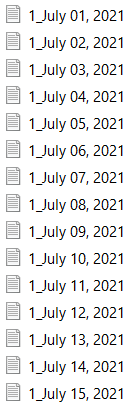 1_July 01, 2021
1_July 02, 2021
1_July 03, 2021
1_July 04, 2021
1_July 05, 2021
1_July 06, 2021
1_July 07, 2021
1_July 08, 2021
1_July 09, 2021
1_July 10, 2021
1_July 11, 2021
1_July 12, 2021
1_July 13, 2021
1_July 14, 2021
1_July 15, 2021